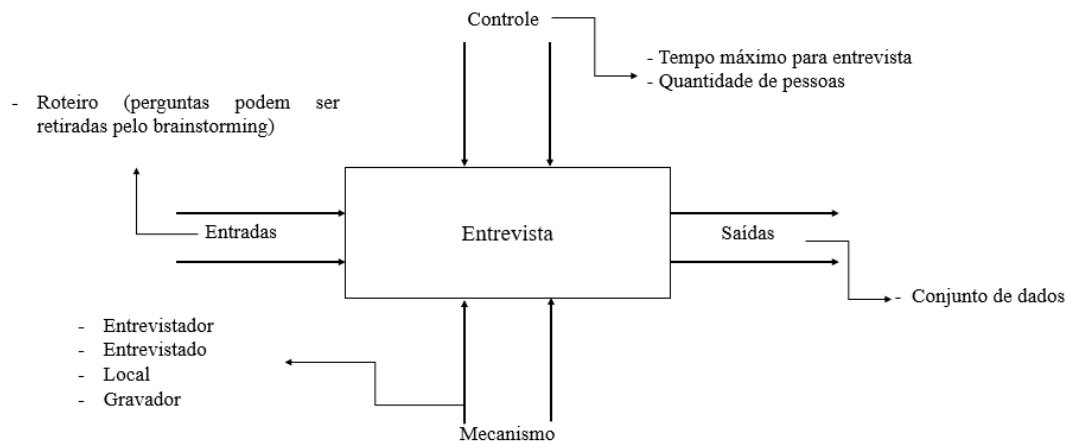 Controle
- Tempo máximo para entrevista
- Quantidade de pessoas
- Roteiro (perguntas podem ser
retiradas pelo brainstorming)
Entradas
Entrevista
Saídas
- Conjunto de dados
- Entrevistador
- Entrevistado
- Local
- Gravador
Mecanismo